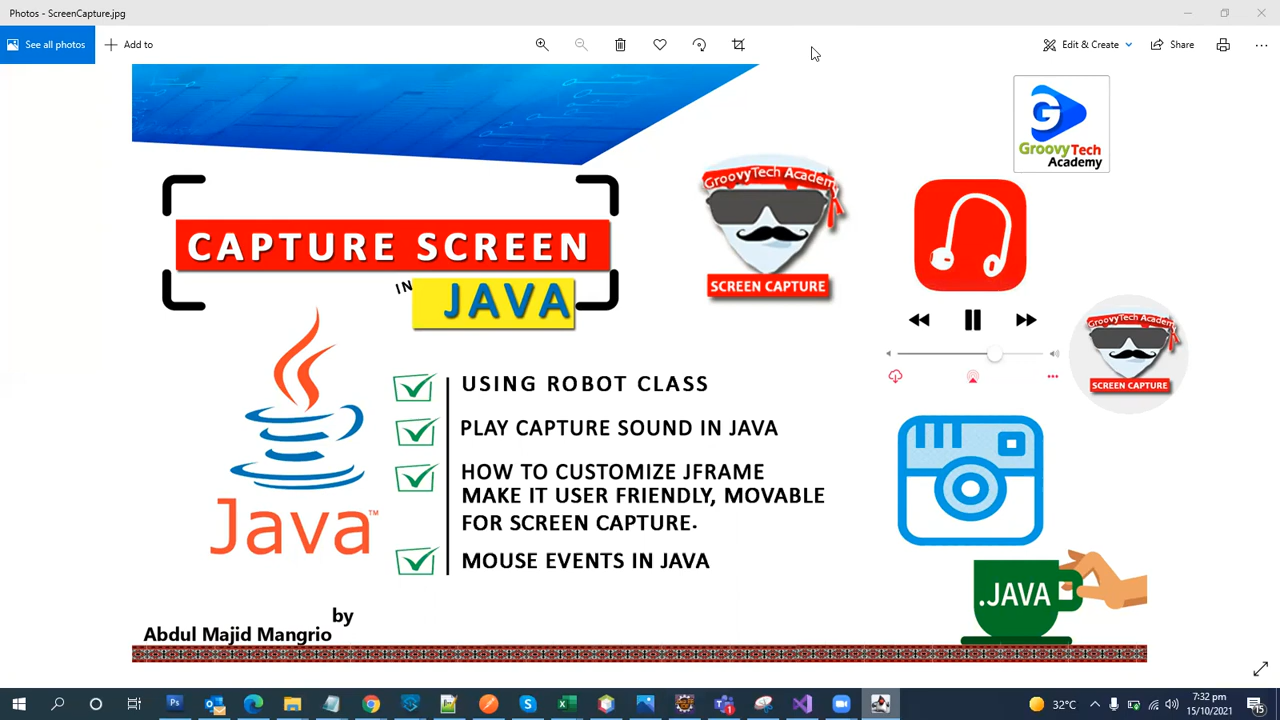 Photos - ScreenCapture.jpg
See all photos
Add to
Edit & Create
Share
G
GroovyTech
Academy
GroovyTech Academy
SCREEN CAPTURE
CAPTURE SCREEN
IN
JAVA
GroovyTech Academy
SCREEN CAPTURE
USING ROBOT CLASS
PLAY CAPTURE SOUND IN JAVA
HOW TO CUSTOMIZE JFRAME
MAKE IT USER FRIENDLY, MOVABLE
FOR SCREEN CAPTURE.
MOUSE EVENTS IN JAVA
Java™
.JAVA
by
Abdul Majid Mangrio
32°C
7:32 pm
15/10/2021